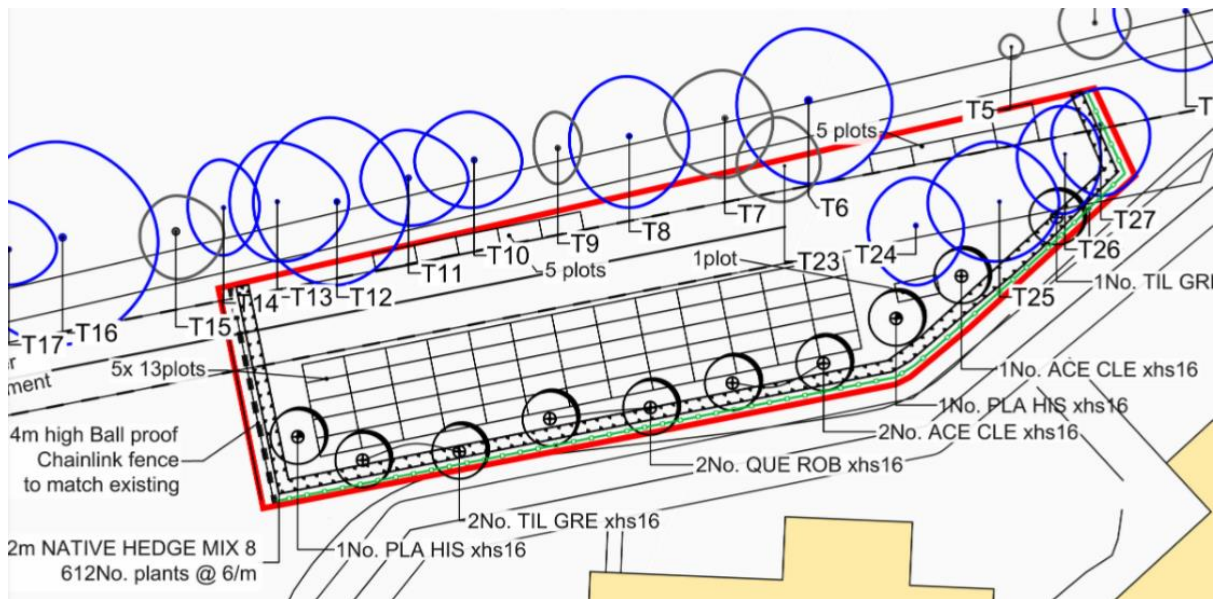 T5
T
5 plots
T7
T6
T8
T9
T10
5 plots
T11
T12
T13
T14
T15
T16
T17
ment
1plot
T23
T24
T27
T26
T25
1No. TIL GRE
5x 13plots
4m high Ball proof
Chainlink fence
to match existing
1No. ACE CLE xhs16
1No. PLA HIS xhs16
2No. ACE CLE xhs16
2No. QUE ROB xhs16
2No. TIL GRE xhs16
1No. PLA HIS xhs16
2m NATIVE HEDGE MIX 8
612No. plants @ 6/m